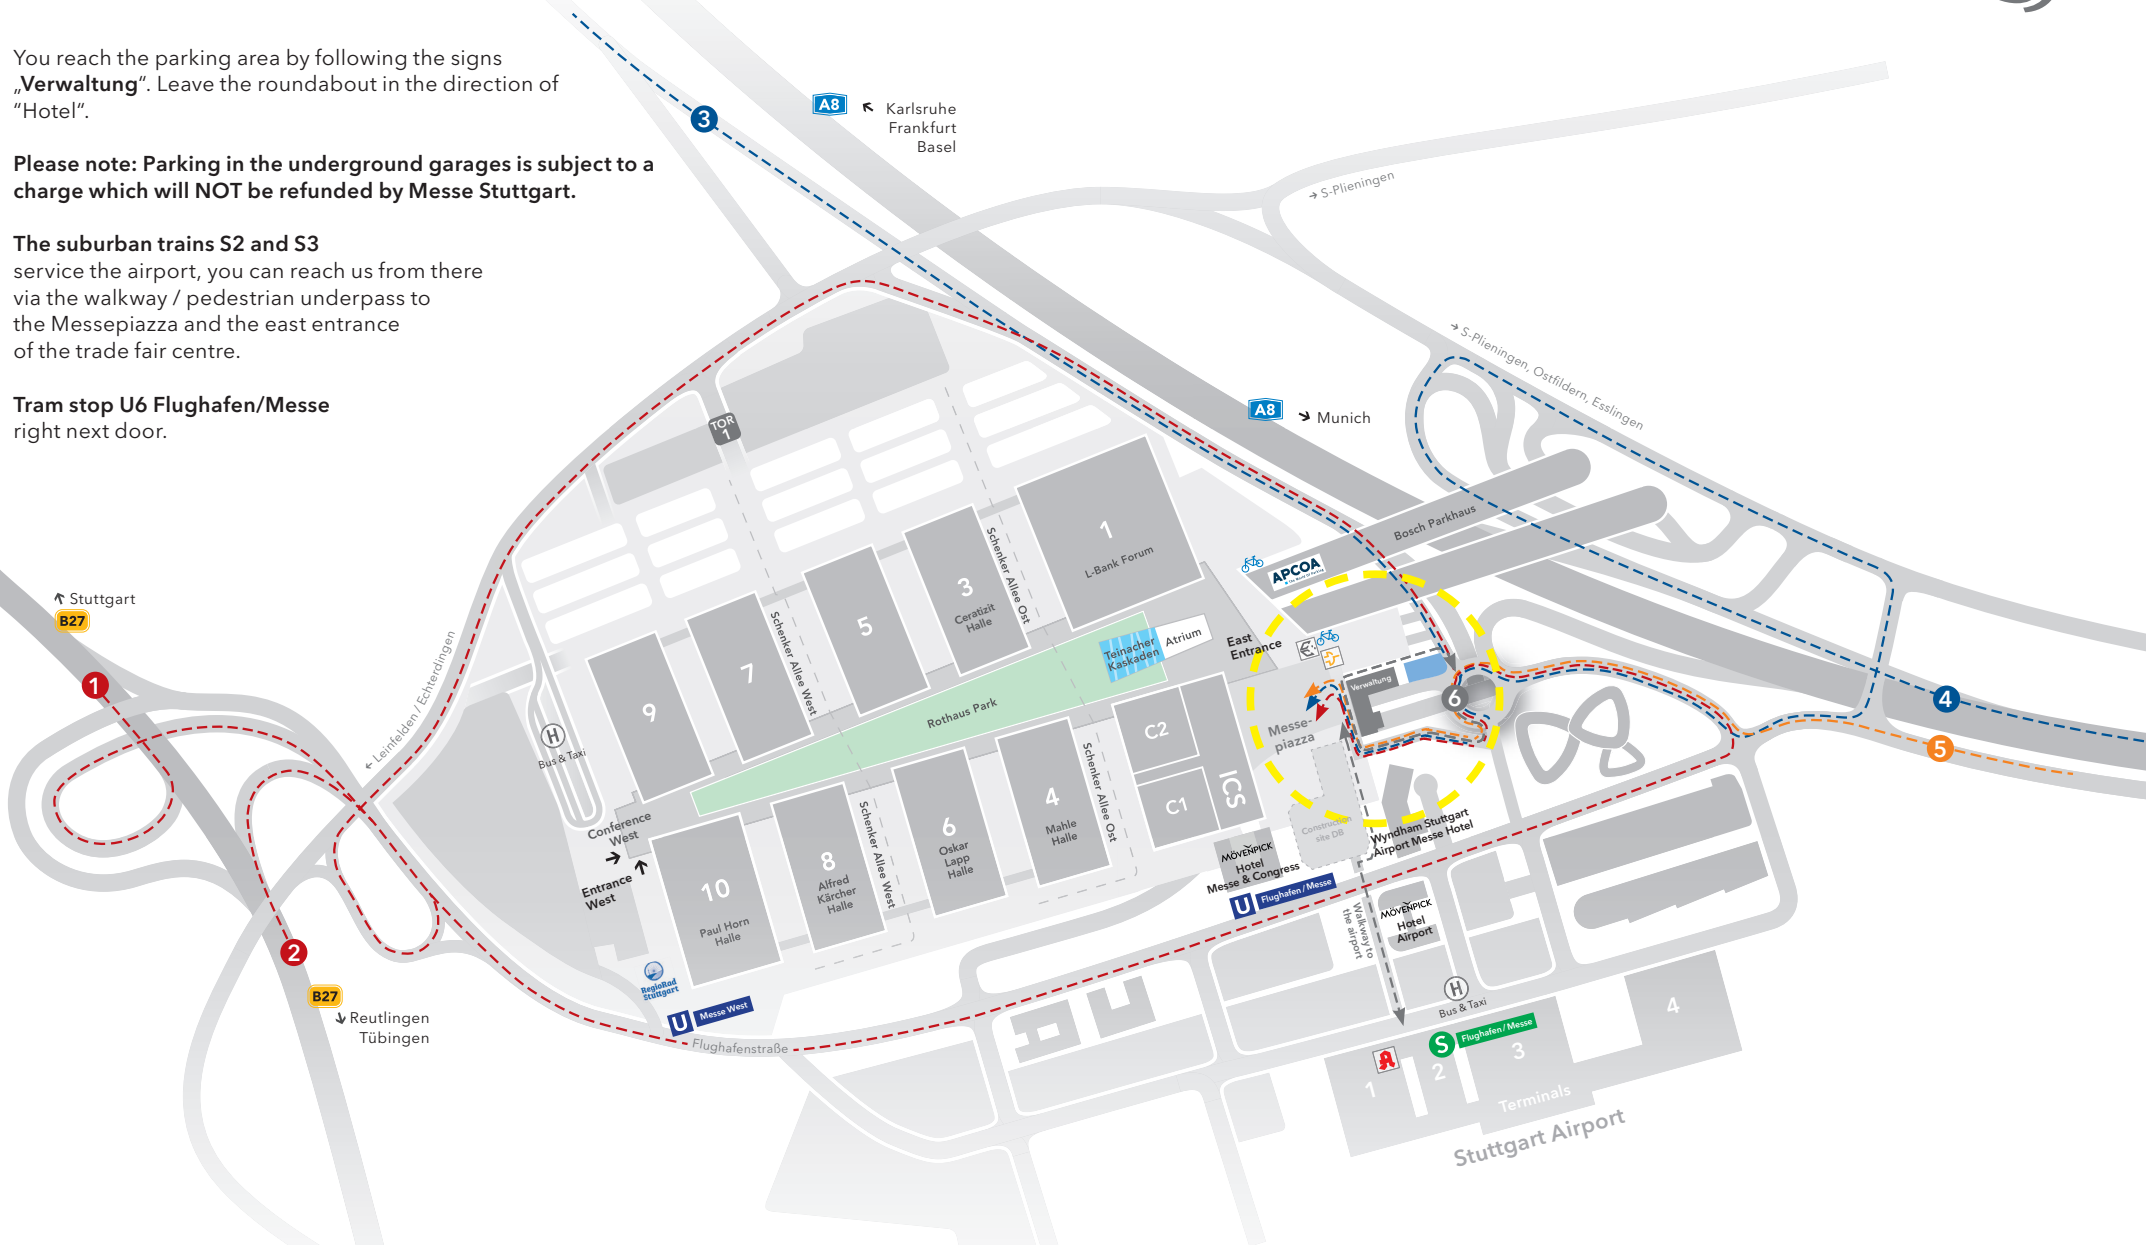 You reach the parking area by following the signs
„Verwaltung“. Leave the roundabout in the direction of
“Hotel“.
Please note: Parking in the underground garages is subject to a
charge which will NOT be refunded by Messe Stuttgart.
The suburban trains S2 and S3
service the airport, you can reach us from there
via the walkway / pedestrian underpass to
the Messepiazza and the east entrance
of the trade fair centre.
Tram stop U6 Flughafen/Messe
right next door.
3
A8
Karlsruhe
Frankfurt
Basel
S-Plieningen
S-Plieningen, Ostfildern, Esslingen
A8
Munich
TOR
1
Bosch Parkhaus
APCOA
1
L-Bank Forum
Schenker Allee Ost
3
Ceratizit
Halle
5
Schenker Allee West
7
9
Stuttgart
B27
1
Leinfelden / Echterdingen
H
Bus & Taxi
Teinacher
Kaskaden
Atrium
East
Entrance
Rothaus Park
Verwaltung
6
4
5
Messe-
piazza
C2
C1
ICS
Schenker Allee Ost
4
Mahle
Halle
6
Oskar
Lapp
Halle
Schenker Allee West
8
Alfred
Kärcher
Halle
10
Paul Horn
Halle
Conference
West
Entrance
West
Construction
site DB
Wyndham Stuttgart
Airport Messe Hotel
MÖVENPICK
Hotel
Messe & Congress
U Flughafen / Messe
Walkway to
the airport
MÖVENPICK
Hotel
Airport
2
B27
Reutlingen
Tübingen
RegioRad
Stuttgart
U Messe West
Flughafenstraße
H
Bus & Taxi
S Flughafen / Messe
1
2
3
4
Terminals
Stuttgart Airport